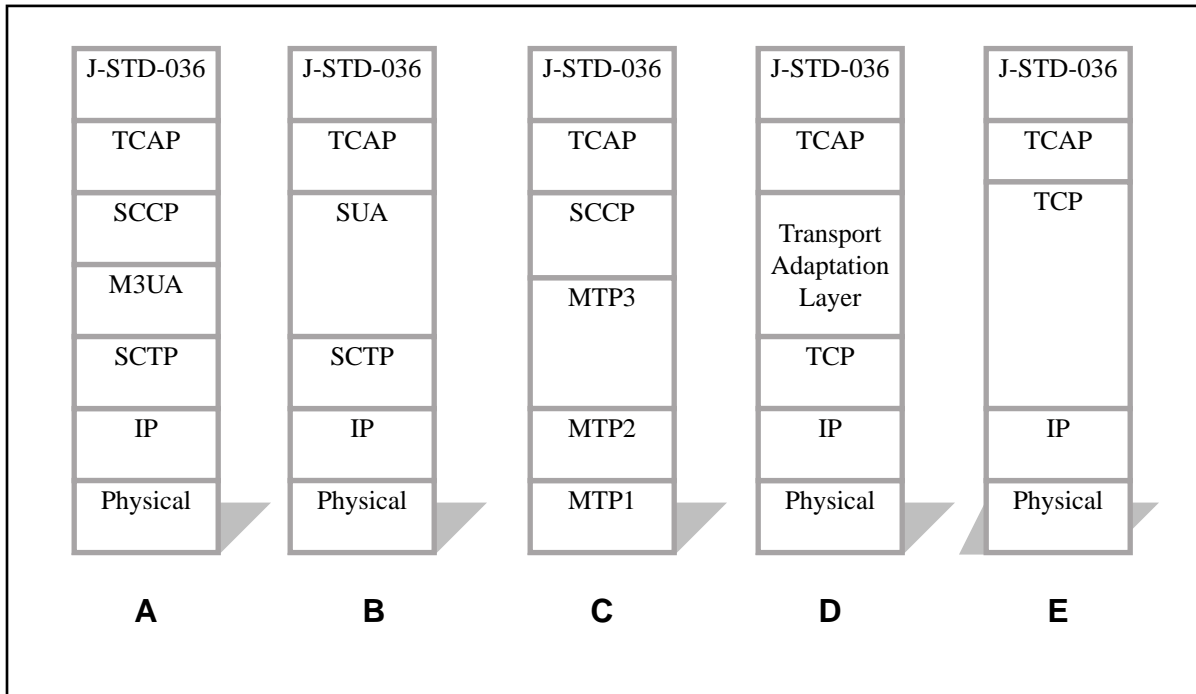 J-STD-036
TCAP
SCCP
M3UA
SCTP
IP
Physical
A
J-STD-036
TCAP
SUA
SCTP
IP
Physical
B
J-STD-036
TCAP
SCCP
MTP3
MTP2
MTP1
C
J-STD-036
TCAP
Transport
Adaptation
Layer
TCP
IP
Physical
D
J-STD-036
TCAP
TCP
IP
Physical
E